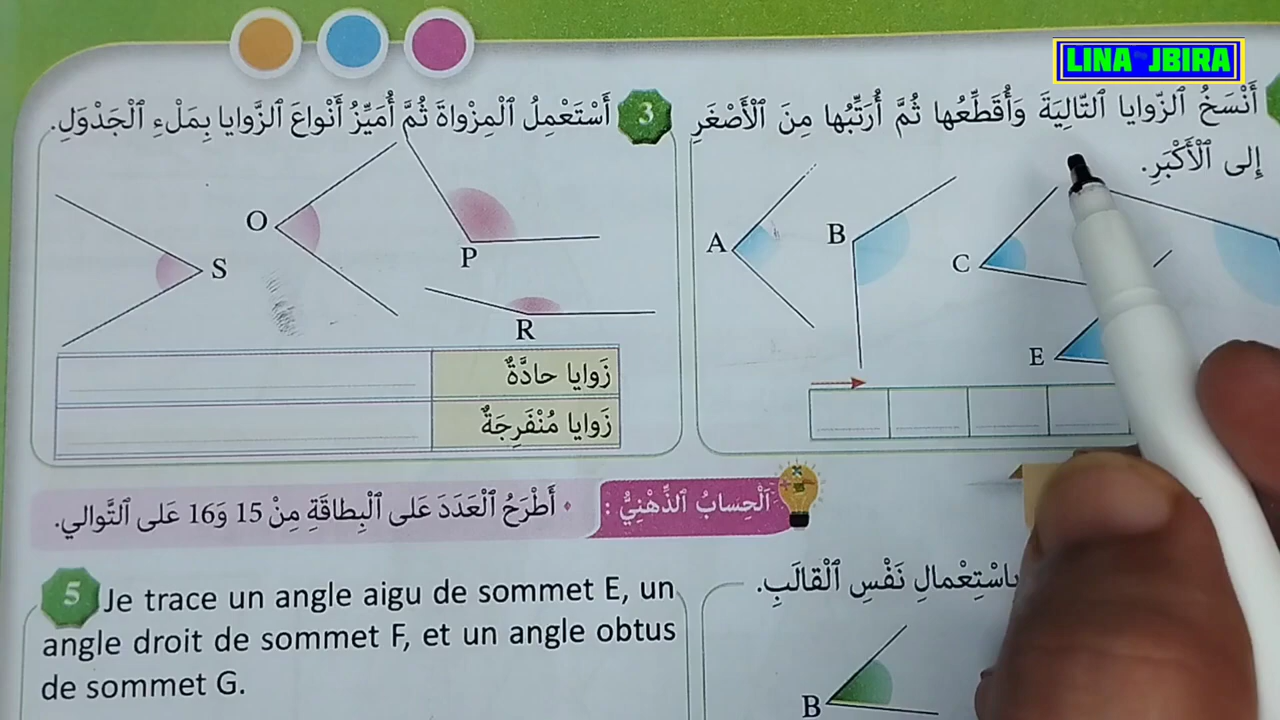 LINA JBIRA
أَنْسَخُ ٱلزَّوايا ٱلتّالِيَةَ وَأُقَطِّعُها ثُمَّ أُرَتِّبُها مِنَ ٱلْأَصْغَرِ
إِلى ٱلْأَكْبَرِ.
A
B
C
E
3
أَسْتَعْمِلُ ٱلْمِزْواةَ ثُمَّ أُمَيِّزُ أَنْواعَ ٱلزَّوايا بِمَلْءِ ٱلْجَدْوَلِ.
S
O
P
R
زَوايا حادَّةٌ
زَوايا مُنْفَرِجَةٌ
اَلْحِسابُ ٱلذِّهْنِيُّ :
• أَطْرَحُ ٱلْعَدَدَ عَلى ٱلْبِطاقَةِ مِنْ 15 وَ16 عَلى ٱلتَّوالي.
بِاسْتِعْمالِ نَفْسِ ٱلْقالَبِ.
B
5
Je trace un angle aigu de sommet E, un
angle droit de sommet F, et un angle obtus
de sommet G.